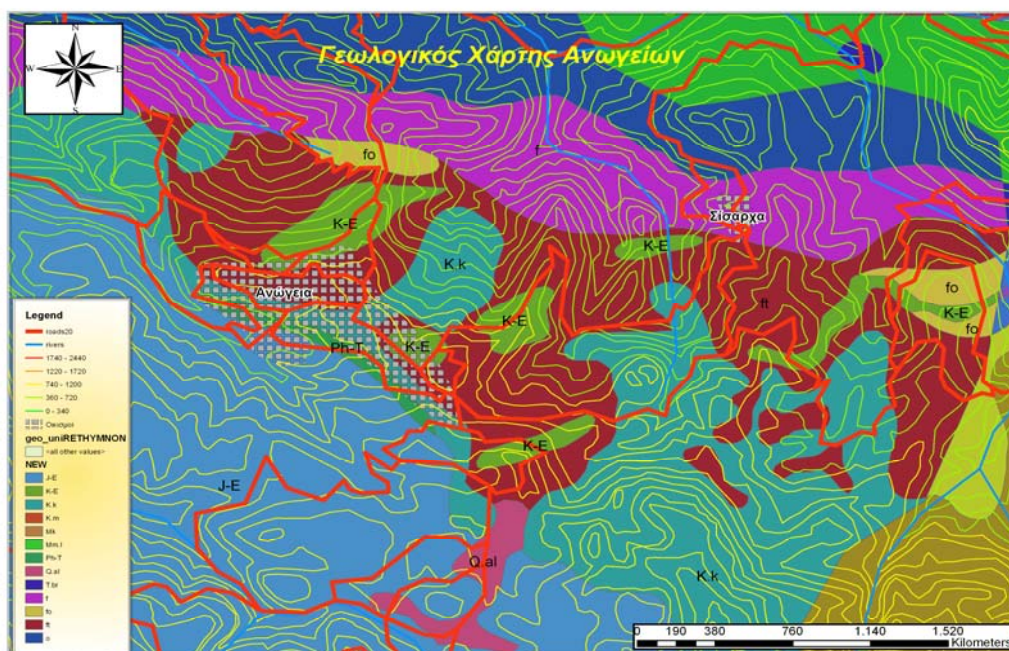 Γεωλογικός Χάρτης Ανωγείων
N
W E
S
fo
f
Σίσαρχα
K-E
K-E
K.k
ft
fo
K-E
fo
Ανώγεια
K-E
Ph-T
K-E
K-E
J-E
Q.al
K.k
Legend
roads20
rivers
1740 - 2440
1220 - 1720
740 - 1200
360 - 720
0 - 340
Οικισμοί
geo_uniRETHYMNON
<all other values>
NEW
J-E
K-E
K.k
K.m
Mk
Mm.l
Ph-T
Q.al
T.br
f
fo
ft
o
0 190 380 760 1.140 1.520
Kilometers